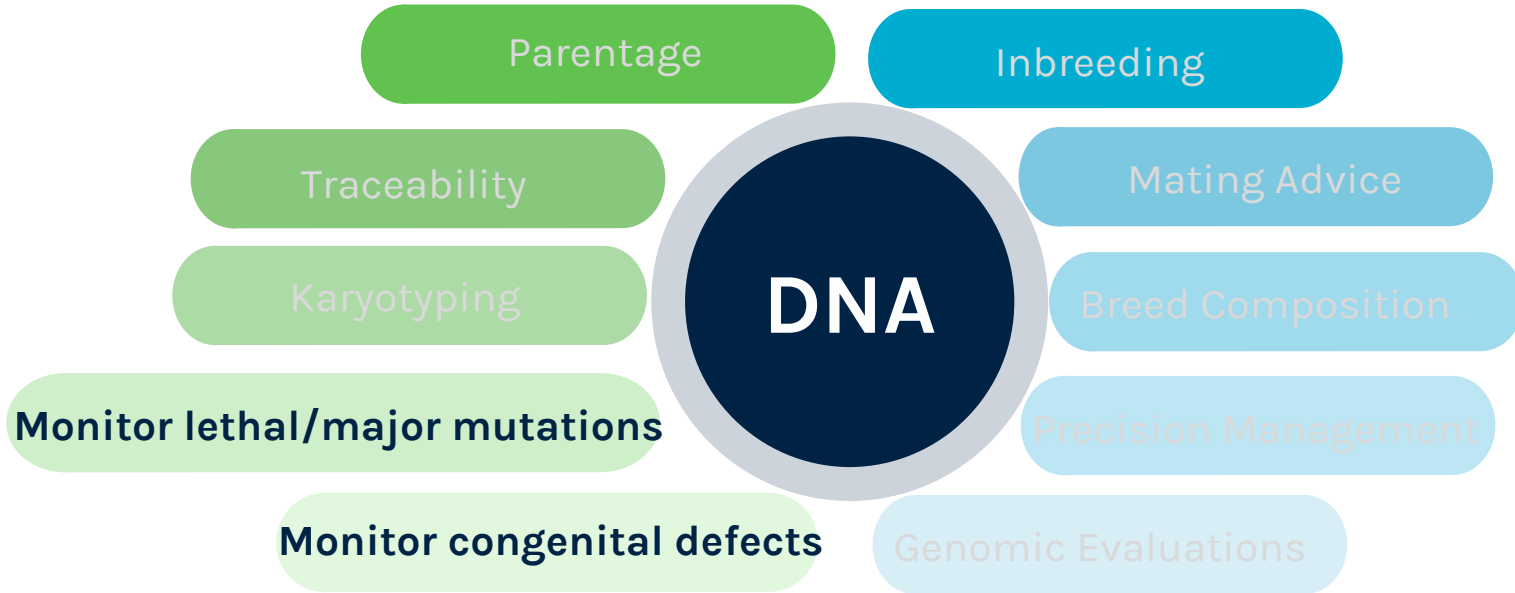 Parentage
Inbreeding
Traceability
Mating Advice
Karyotyping
DNA
Breed Composition
Monitor lethal/major mutations
Precision Management
Monitor congenital defects
Genomic Evaluations